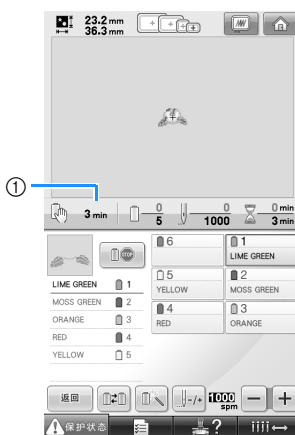 23.2 mm
36.3 mm
①
3 min
0
5
0
1000
0 min
3 min
6
1
LIME GREEN
5
YELLOW
2
MOSS GREEN
4
RED
3
ORANGE
STOP
LIME GREEN 1
MOSS GREEN 2
ORANGE 3
RED 4
YELLOW 5
返回
-/+
1000
spm
− +
保护状态
?